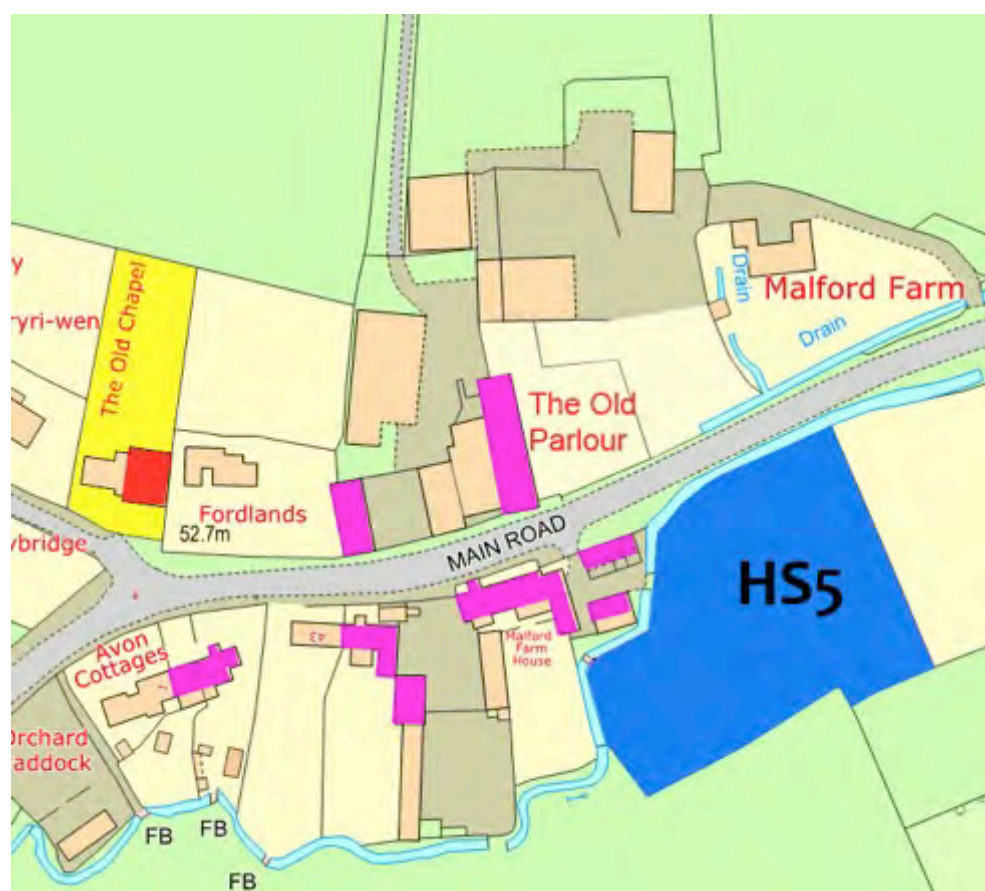 The Old Chapel
ryri-wen
Malford Farm
Drain
Drain
The Old
Parlour
Fordlands
52.7m
MAIN ROAD
ybridge
HS5
Avon
Cottages
43
Malford
Farm
House
Orchard
addock
FB
FB
FB